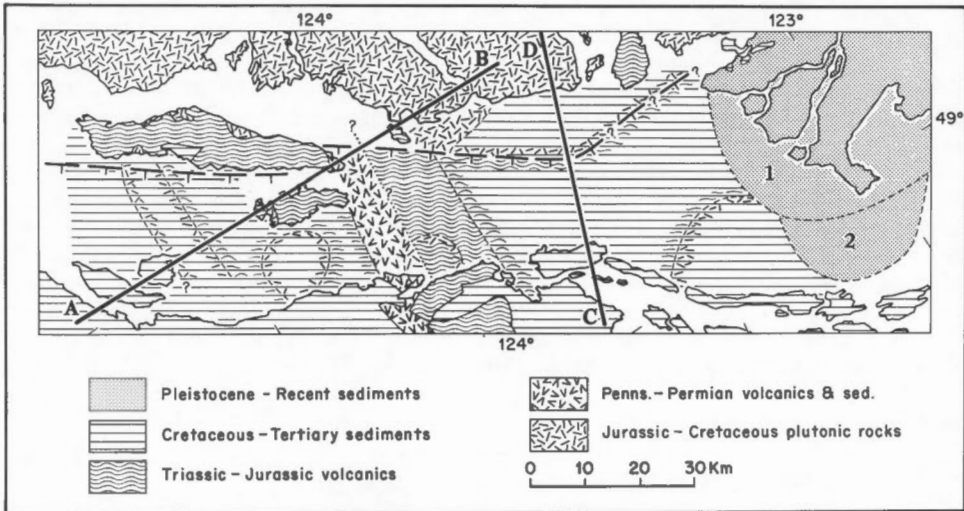 124° 123°
B D
?
49°
?
1
2
?
A
C
124°
Pleistocene – Recent sediments
Cretaceous – Tertiary sediments
Triassic – Jurassic volcanics
Penns. – Permian volcanics & sed.
Jurassic – Cretaceous plutonic rocks
0 10 20 30 Km